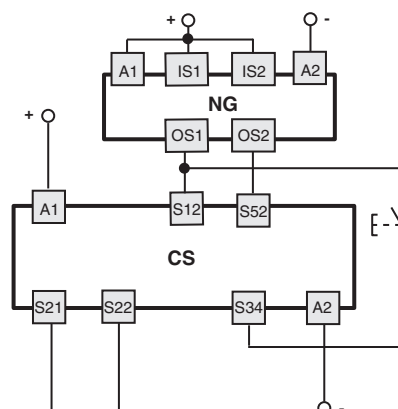 + -
A1 IS1 IS2 A2
NG
+
OS1 OS2
A1 S12 S52
CS
S21 S22 S34 A2
-